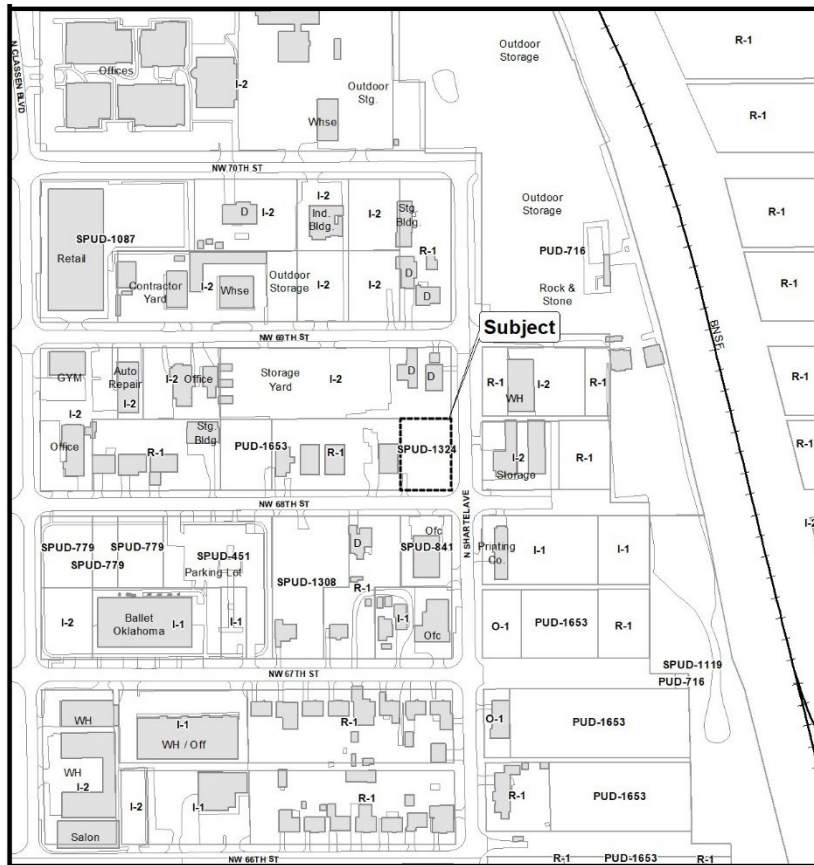 N CLASSEN BLVD
Offices
I-2
Outdoor
Stg.
Whse
Outdoor
Storage
R-1
R-1
NW 70TH ST
SPUD-1087
Retail
D
I-2
I-2
Ind.
Bldg.
I-2
Stg.
Bldg.
R-1
Contractor
Yard
I-2
Whse
Outdoor
Storage
I-2
I-2
D
D
Outdoor
Storage
PUD-716
Rock &
Stone
R-1
R-1
BNSF
NW 69TH ST
Subject
GYM
Auto
Repair
I-2
I-2
I-2
Office
Storage
Yard
I-2
D
D
R-1
WH
I-2
R-1
R-1
Office
R-1
Stg.
Bldg
PUD-1653
R-1
SPUD-1324
I-2
Storage
R-1
R-1
NW 68TH ST
N SHARTEL AVE
SPUD-779
SPUD-779
SPUD-779
SPUD-451
Parking Lot
SPUD-1308
D
R-1
Ofc
SPUD-841
Printing
Co.
I-1
I-1
I-2
I-2
Ballet
Oklahoma
I-1
I-1
I-1
Ofc
O-1
PUD-1653
R-1
NW 67TH ST
SPUD-1119
PUD-716
WH
I-1
WH / Off
R-1
O-1
PUD-1653
WH
I-2
Salon
I-2
I-1
R-1
R-1
PUD-1653
NW 66TH ST
R-1
PUD-1653
R-1